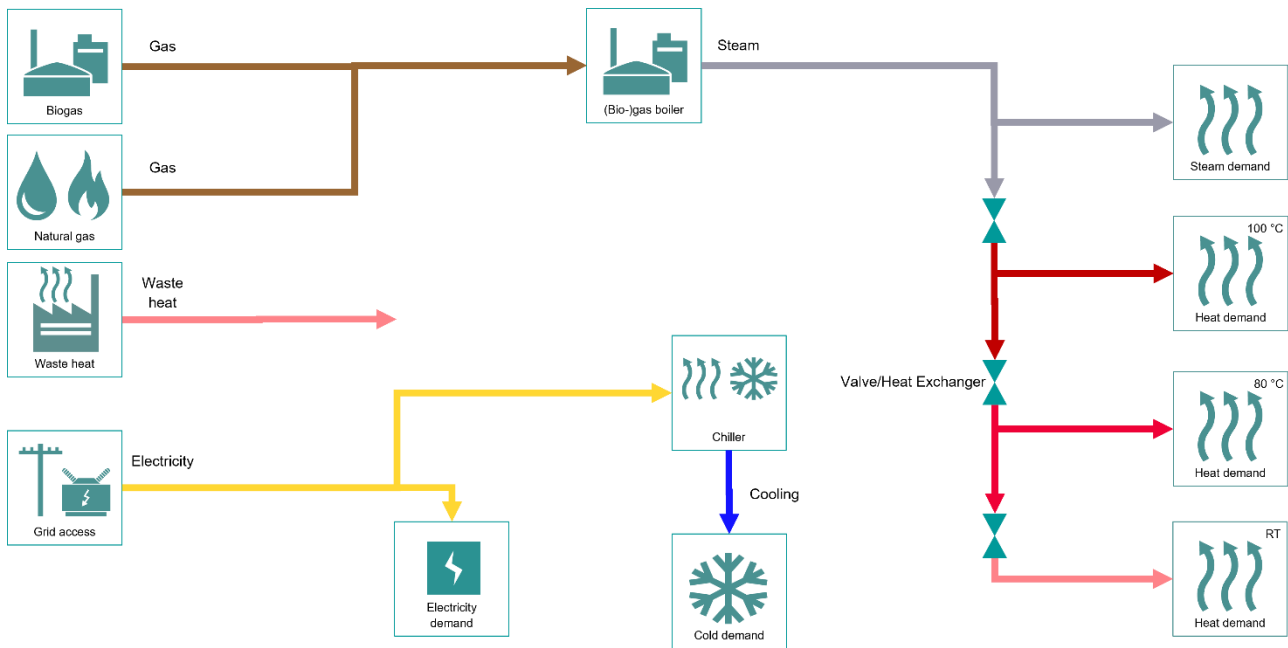 Gas
Steam
Biogas
(Bio-)gas boiler
Gas
Steam demand
Natural gas
100 °C
Heat demand
Waste
heat
Waste heat
Valve/Heat Exchanger
80 °C
Heat demand
Chiller
Electricity
Grid access
Cooling
RT
Heat demand
Electricity
demand
Cold demand